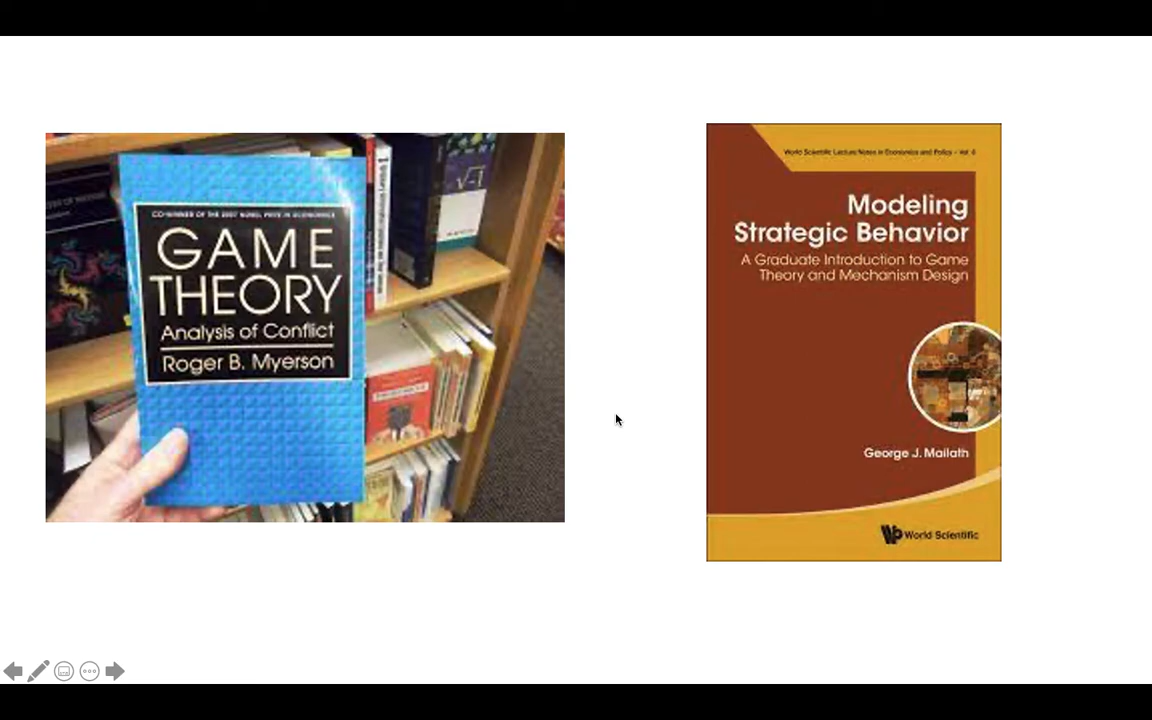 CO-WINNER OF THE 2007 NOBEL PRIZE IN ECONOMICS
GAME
THEORY
Analysis of Conflict
Roger B. Myerson
√-1
World Scientific Lecture Notes in Economics and Policy – Vol. 6
Modeling
Strategic Behavior
A Graduate Introduction to Game
Theory and Mechanism Design
George J. Mailath
World Scientific